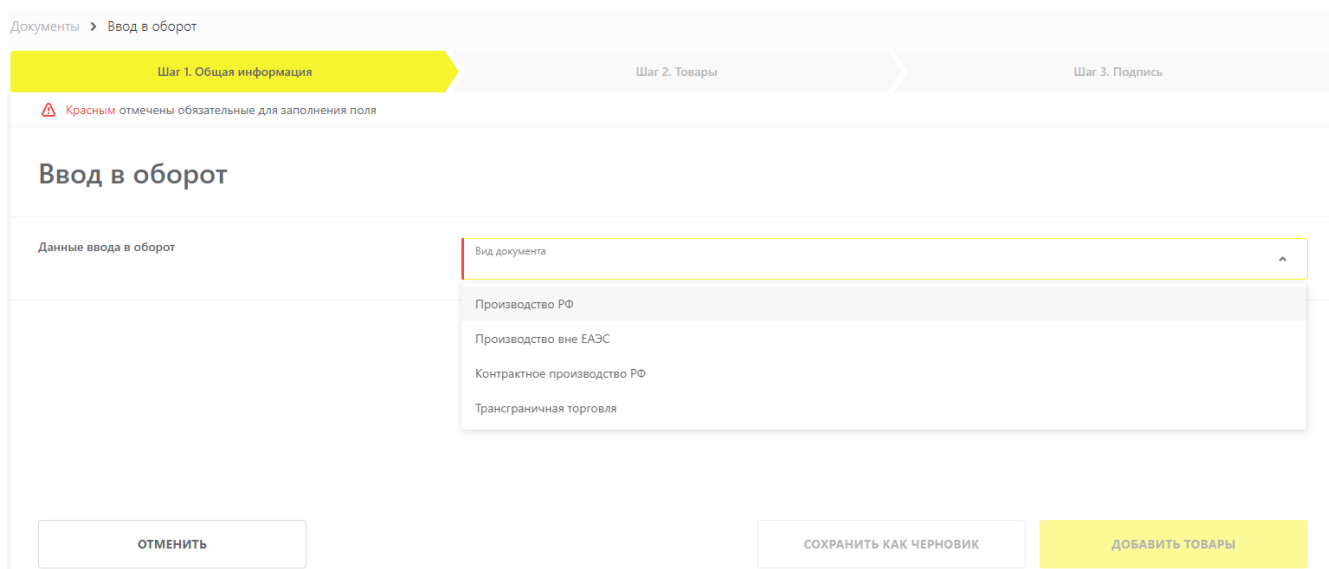 Документы > Ввод в оборот
Шаг 1. Общая информация
Шаг 2. Товары
Шаг 3. Подпись
Красным отмечены обязательные для заполнения поля
Ввод в оборот
Данные ввода в оборот
Вид документа
Производство РФ
Производство вне ЕАЭС
Контрактное производство РФ
Трансграничная торговля
ОТМЕНИТЬ
СОХРАНИТЬ КАК ЧЕРНОВИК
ДОБАВИТЬ ТОВАРЫ